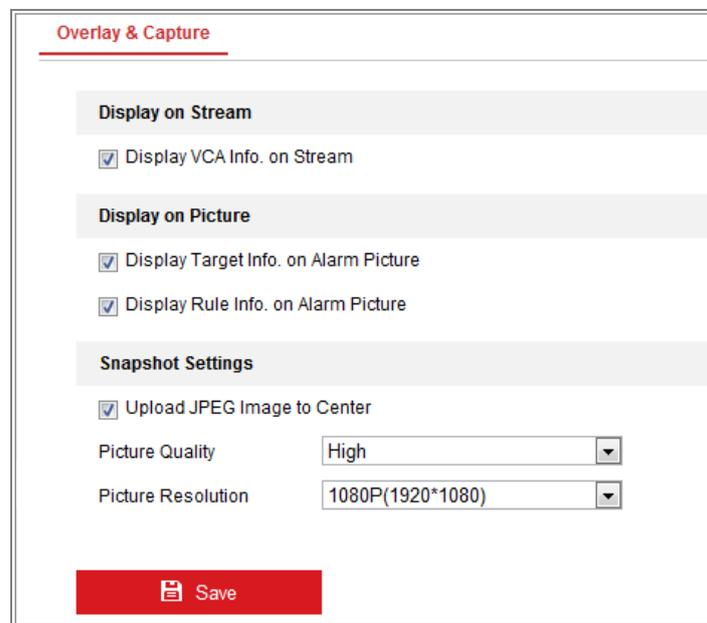 Overlay & Capture
Display on Stream
Display VCA Info. on Stream
Display on Picture
Display Target Info. on Alarm Picture
Display Rule Info. on Alarm Picture
Snapshot Settings
Upload JPEG Image to Center
Picture Quality High
Picture Resolution 1080P(1920*1080)
Save